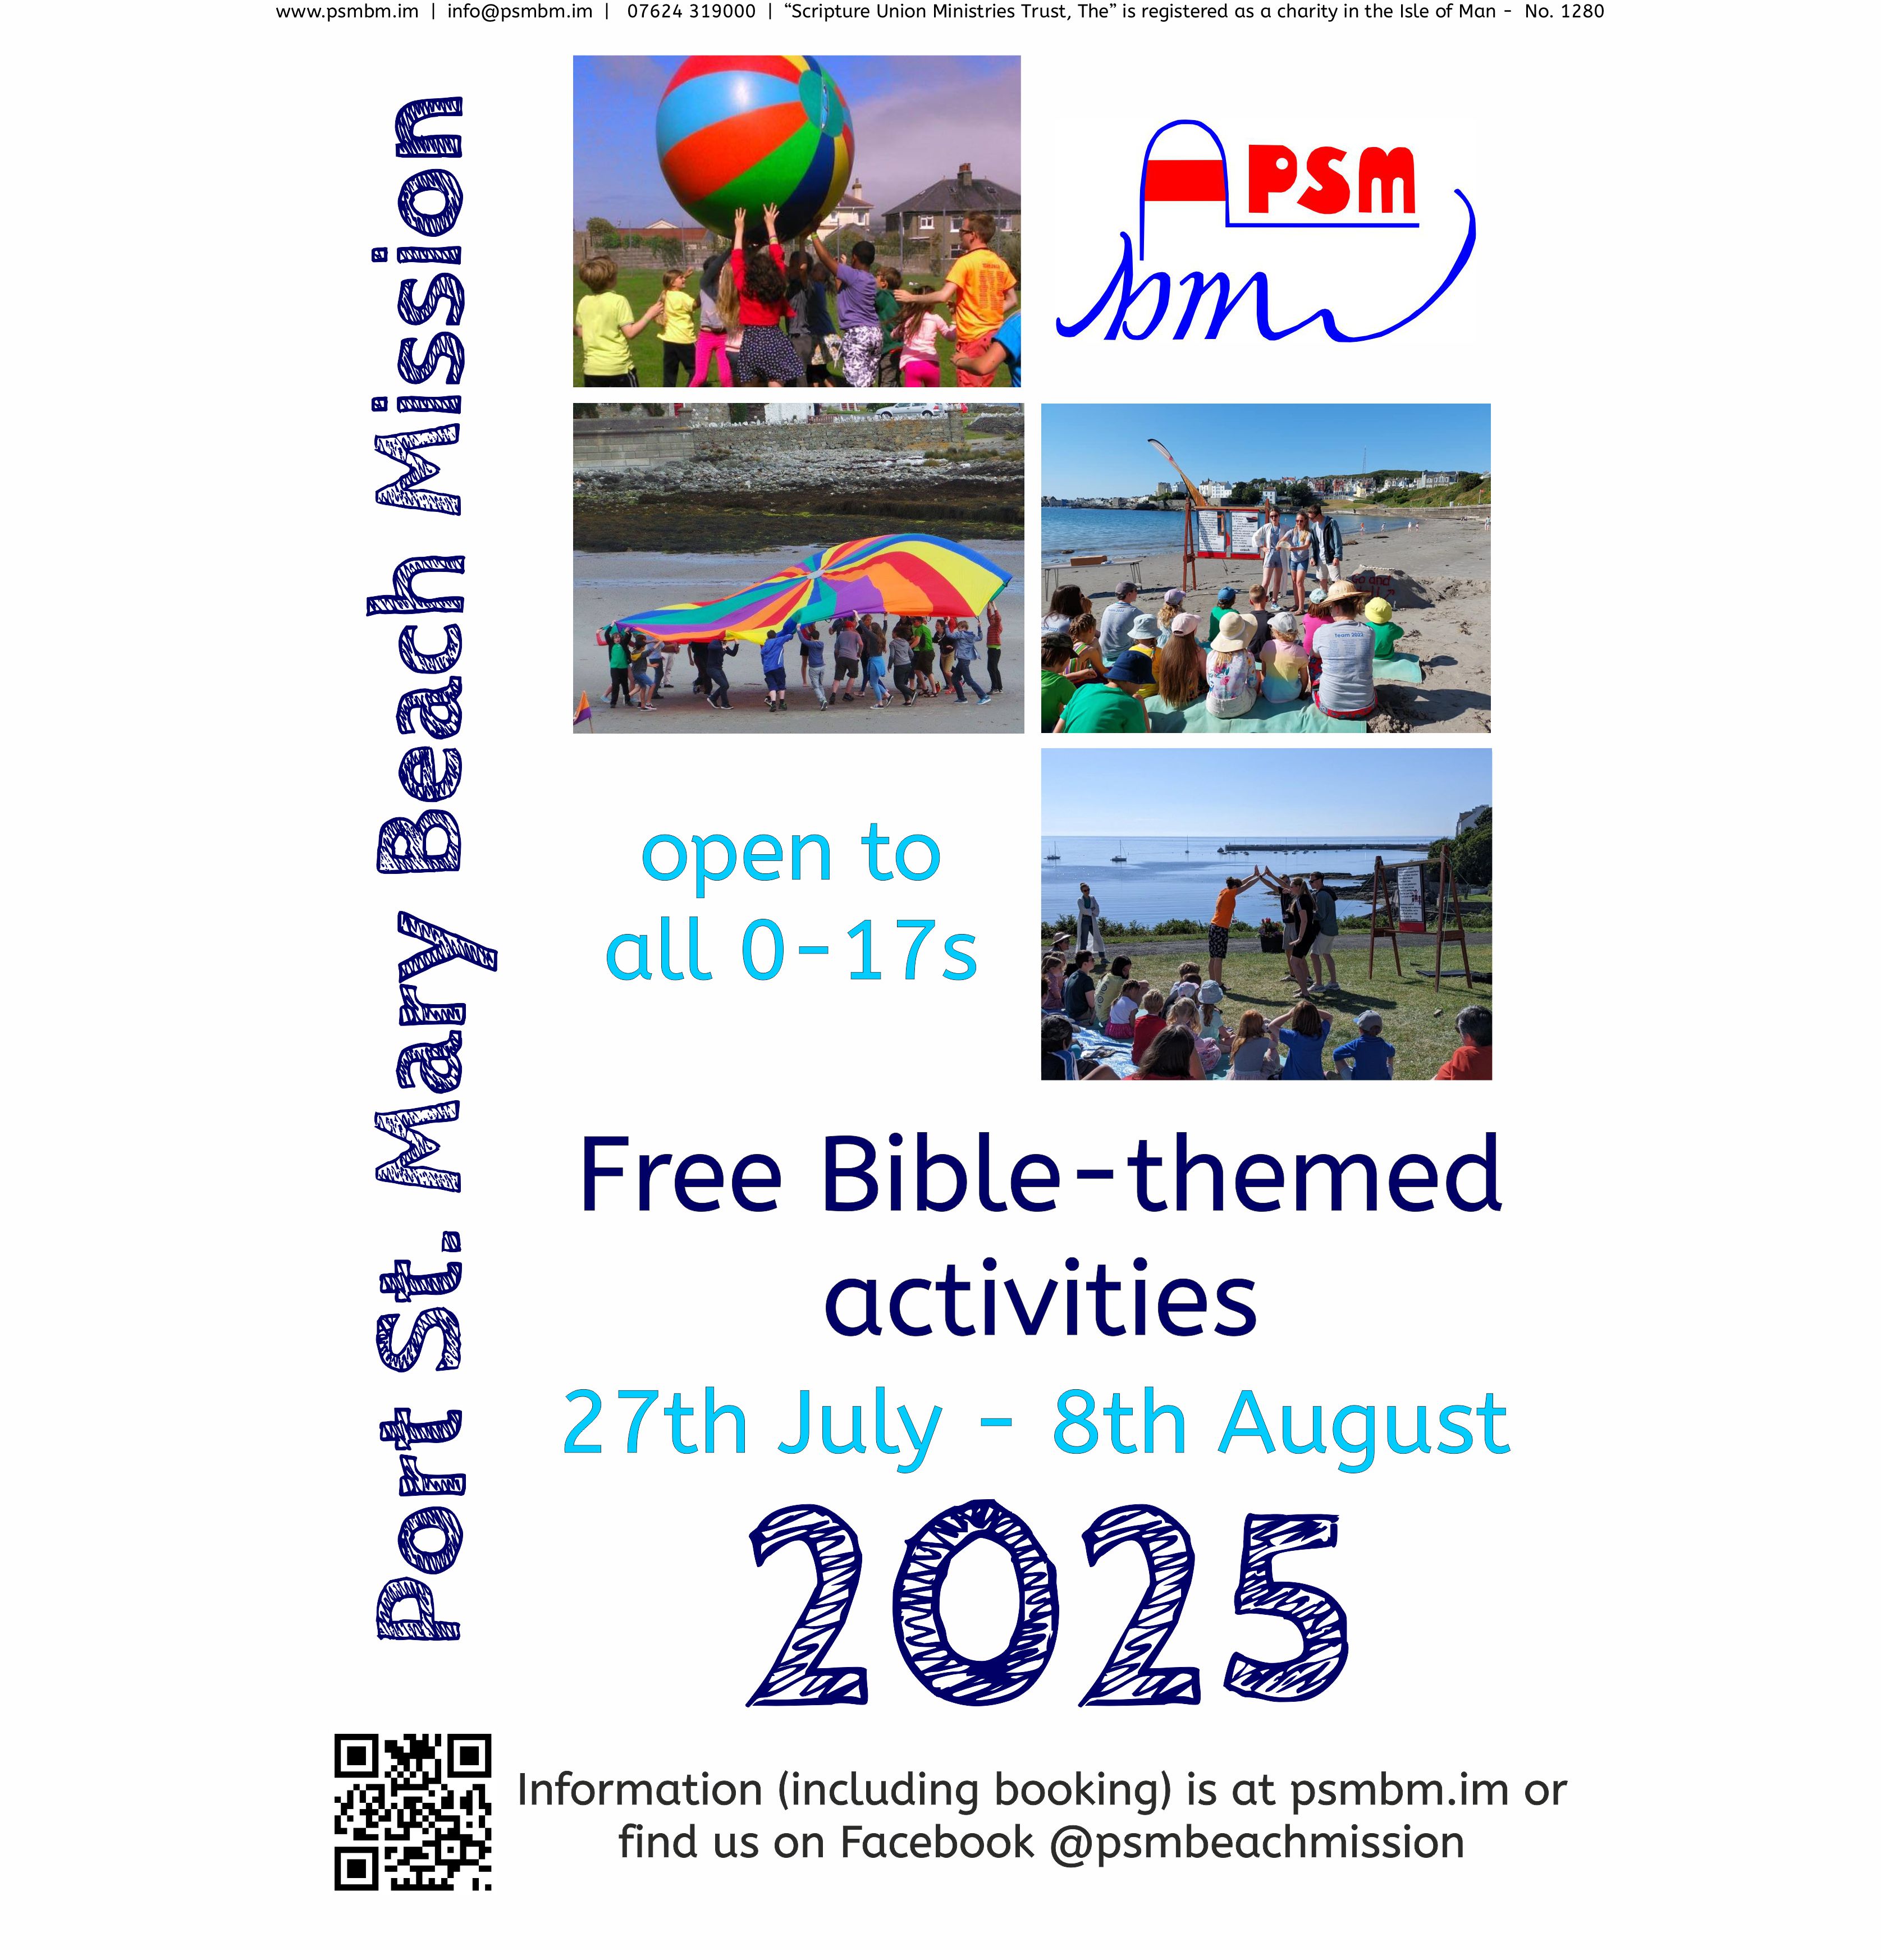 www.psmbm.im | info@psmbm.im | 07624 319000 | “Scripture Union Ministries Trust, The” is registered as a charity in the Isle of Man - No. 1280
Port St. Mary Beach Mission
PSM
bm
Team 2023
open to
all 0-17s
Free Bible-themed
activities
27th July - 8th August
2025
Information (including booking) is at psmbm.im or
find us on Facebook @psmbeachmission